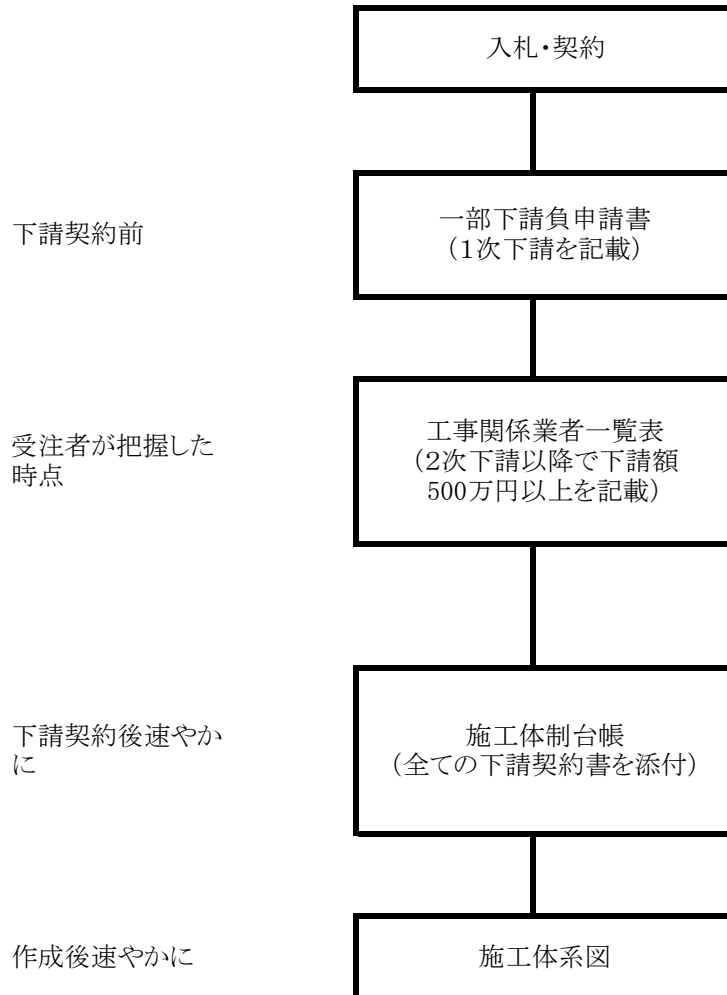 入札・契約
下請契約前
一部下請負申請書
（１次下請を記載）
受注者が把握した
時点
工事関係業者一覧表
（２次下請以降で下請額
500万円以上を記載）
下請契約後速やか
に
施工体制台帳
（全ての下請契約書を添付）
作成後速やかに
施工体系図